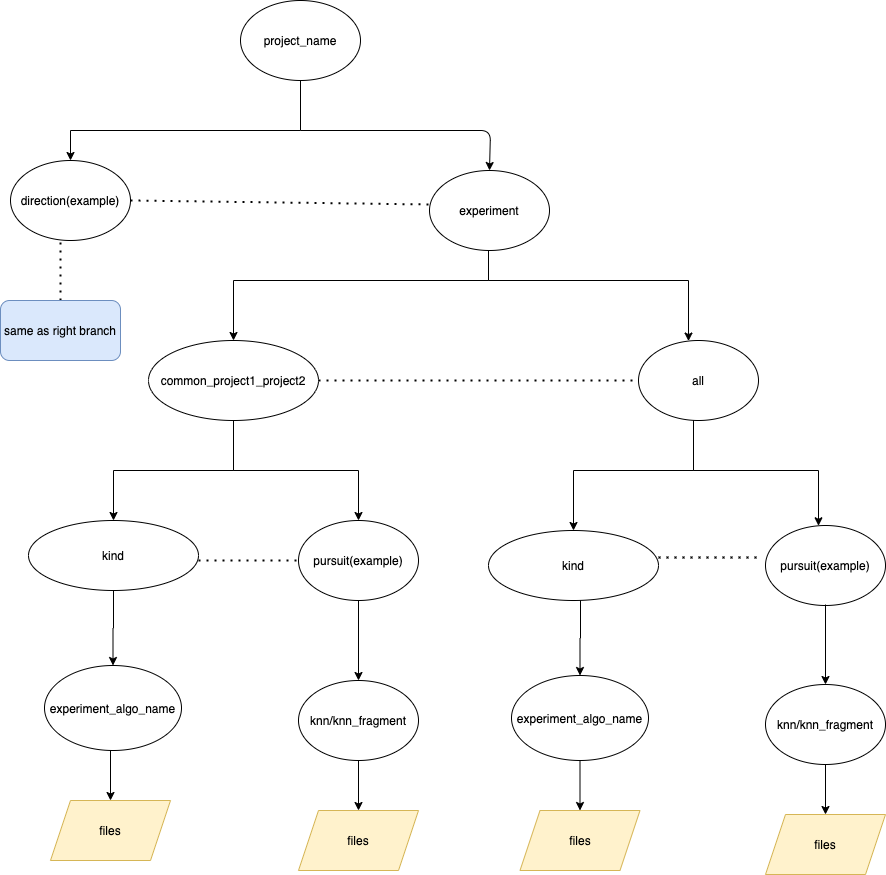 project_name
direction(example)
experiment
same as right branch
common_project1_project2
all
kind
pursuit(example)
kind
pursuit(example)
experiment_algo_name
knn/knn_fragment
experiment_algo_name
knn/knn_fragment
files
files
files
files